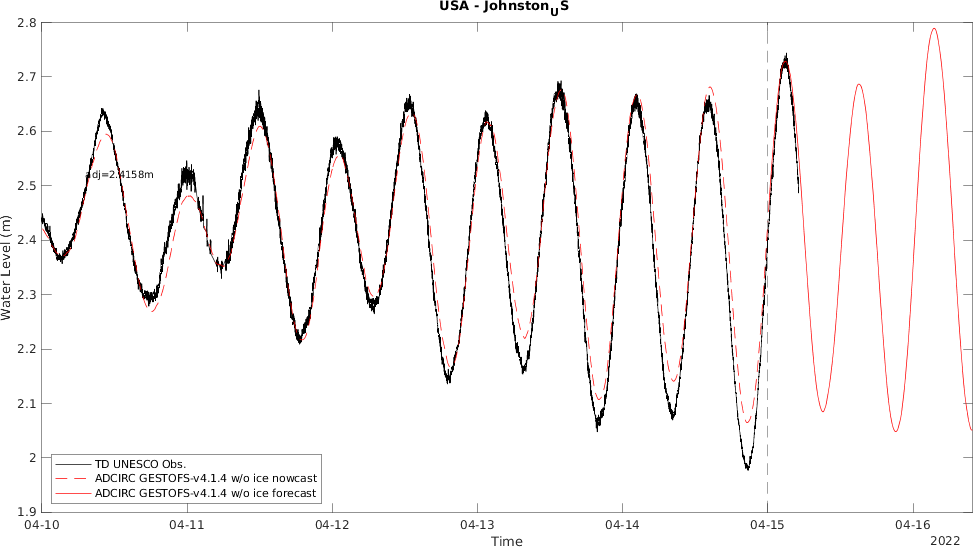 USA - Johnston_US
2.8
2.7
2.6
2.5
2.4
2.3
2.2
2.1
2
1.9
Water Level (m)
adj=2.4158m
TD UNESCO Obs.
ADCIRC GESTOFS-v4.1.4 w/o ice nowcast
ADCIRC GESTOFS-v4.1.4 w/o ice forecast
04-10
04-11
04-12
04-13
04-14
04-15
04-16
Time
2022